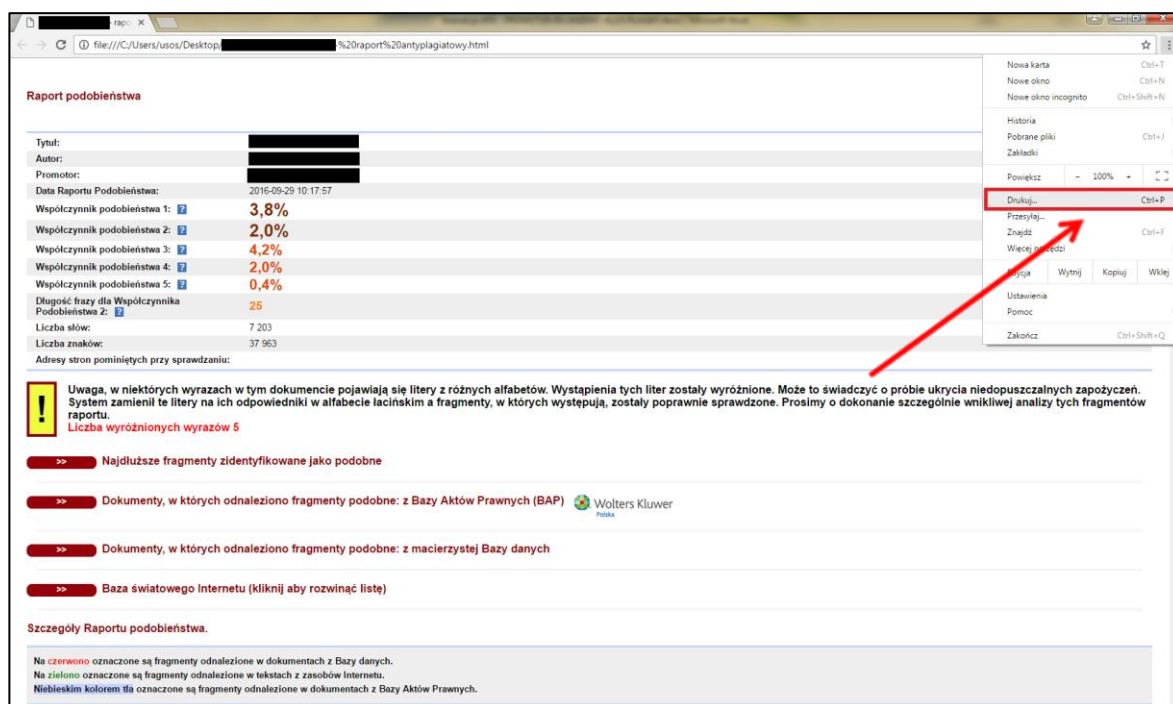 rapo
file:///C:/Users/usos/Desktop/ -%20raport%20antyplagiatowy.html
Nowa karta Ctrl+T
Nowe okno Ctrl+N
Nowe okno incognito Ctrl+Shift+N
Historia
Pobrane pliki Ctrl+J
Zakładki
Powiększ - 100% +
Drukuj... Ctrl+P
Przesyłaj...
Znajdź Ctrl+F
Więcej
Wytnij Kopiuj Wklej
Ustawienia
Pomoc
Zakończ Ctrl+Shift+Q
Raport podobieństwa
Tytuł:
Autor:
Promotor:
Data Raportu Podobieństwa: 2016-09-29 10:17:57
Współczynnik podobieństwa 1: ? 3,8%
Współczynnik podobieństwa 2: ? 2,0%
Współczynnik podobieństwa 3: ? 4,2%
Współczynnik podobieństwa 4: ? 2,0%
Współczynnik podobieństwa 5: ? 0,4%
Długość frazy dla Współczynnika
Podobieństwa 2: ? 25
Liczba słów: 7 203
Liczba znaków: 37 963
Adresy stron pominiętych przy sprawdzaniu:
! Uwaga, w niektórych wyrazach w tym dokumencie pojawiają się litery z różnych alfabetów. Wystąpienia tych liter zostały wyróżnione. Może to świadczyć o próbie ukrycia niedopuszczalnych zapożyczeń.
System zamienił te litery na ich odpowiedniki w alfabecie łacińskim a fragmenty, w których występują, zostały poprawnie sprawdzone. Prosimy o dokonanie szczególnie wnikliwej analizy tych fragmentów
raportu.
Liczba wyróżnionych wyrazów 5
>> Najdłuższe fragmenty zidentyfikowane jako podobne
>> Dokumenty, w których odnaleziono fragmenty podobne: z Bazy Aktów Prawnych (BAP) Wolters Kluwer
Polska
>> Dokumenty, w których odnaleziono fragmenty podobne: z macierzystej Bazy danych
>> Baza światowego Internetu (kliknij aby rozwinąć listę)
Szczegóły Raportu podobieństwa.
Na czerwono oznaczone są fragmenty odnalezione w dokumentach z Bazy danych.
Na zielono oznaczone są fragmenty odnalezione w tekstach z zasobów Internetu.
Niebieskim kolorem tła oznaczone są fragmenty odnalezione w dokumentach z Bazy Aktów Prawnych.